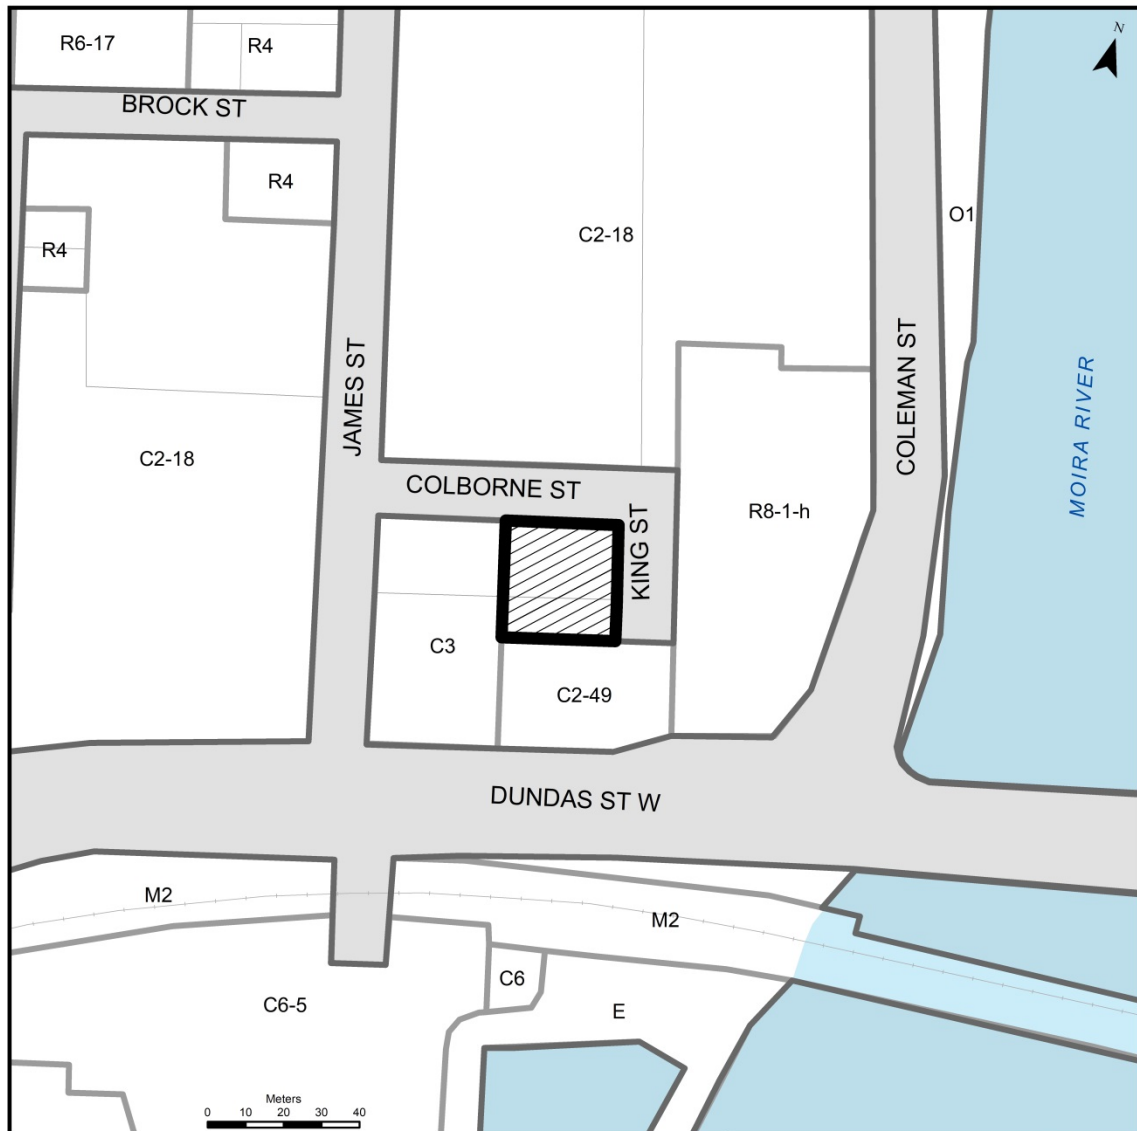 N
R6-17
R4
BROCK ST
R4
R4
C2-18
O1
JAMES ST
COLEMAN ST
MOIRA RIVER
C2-18
COLBORNE ST
KING ST
R8-1-h
C3
C2-49
DUNDAS ST W
M2
M2
C6
C6-5
E
Meters
0 10 20 30 40